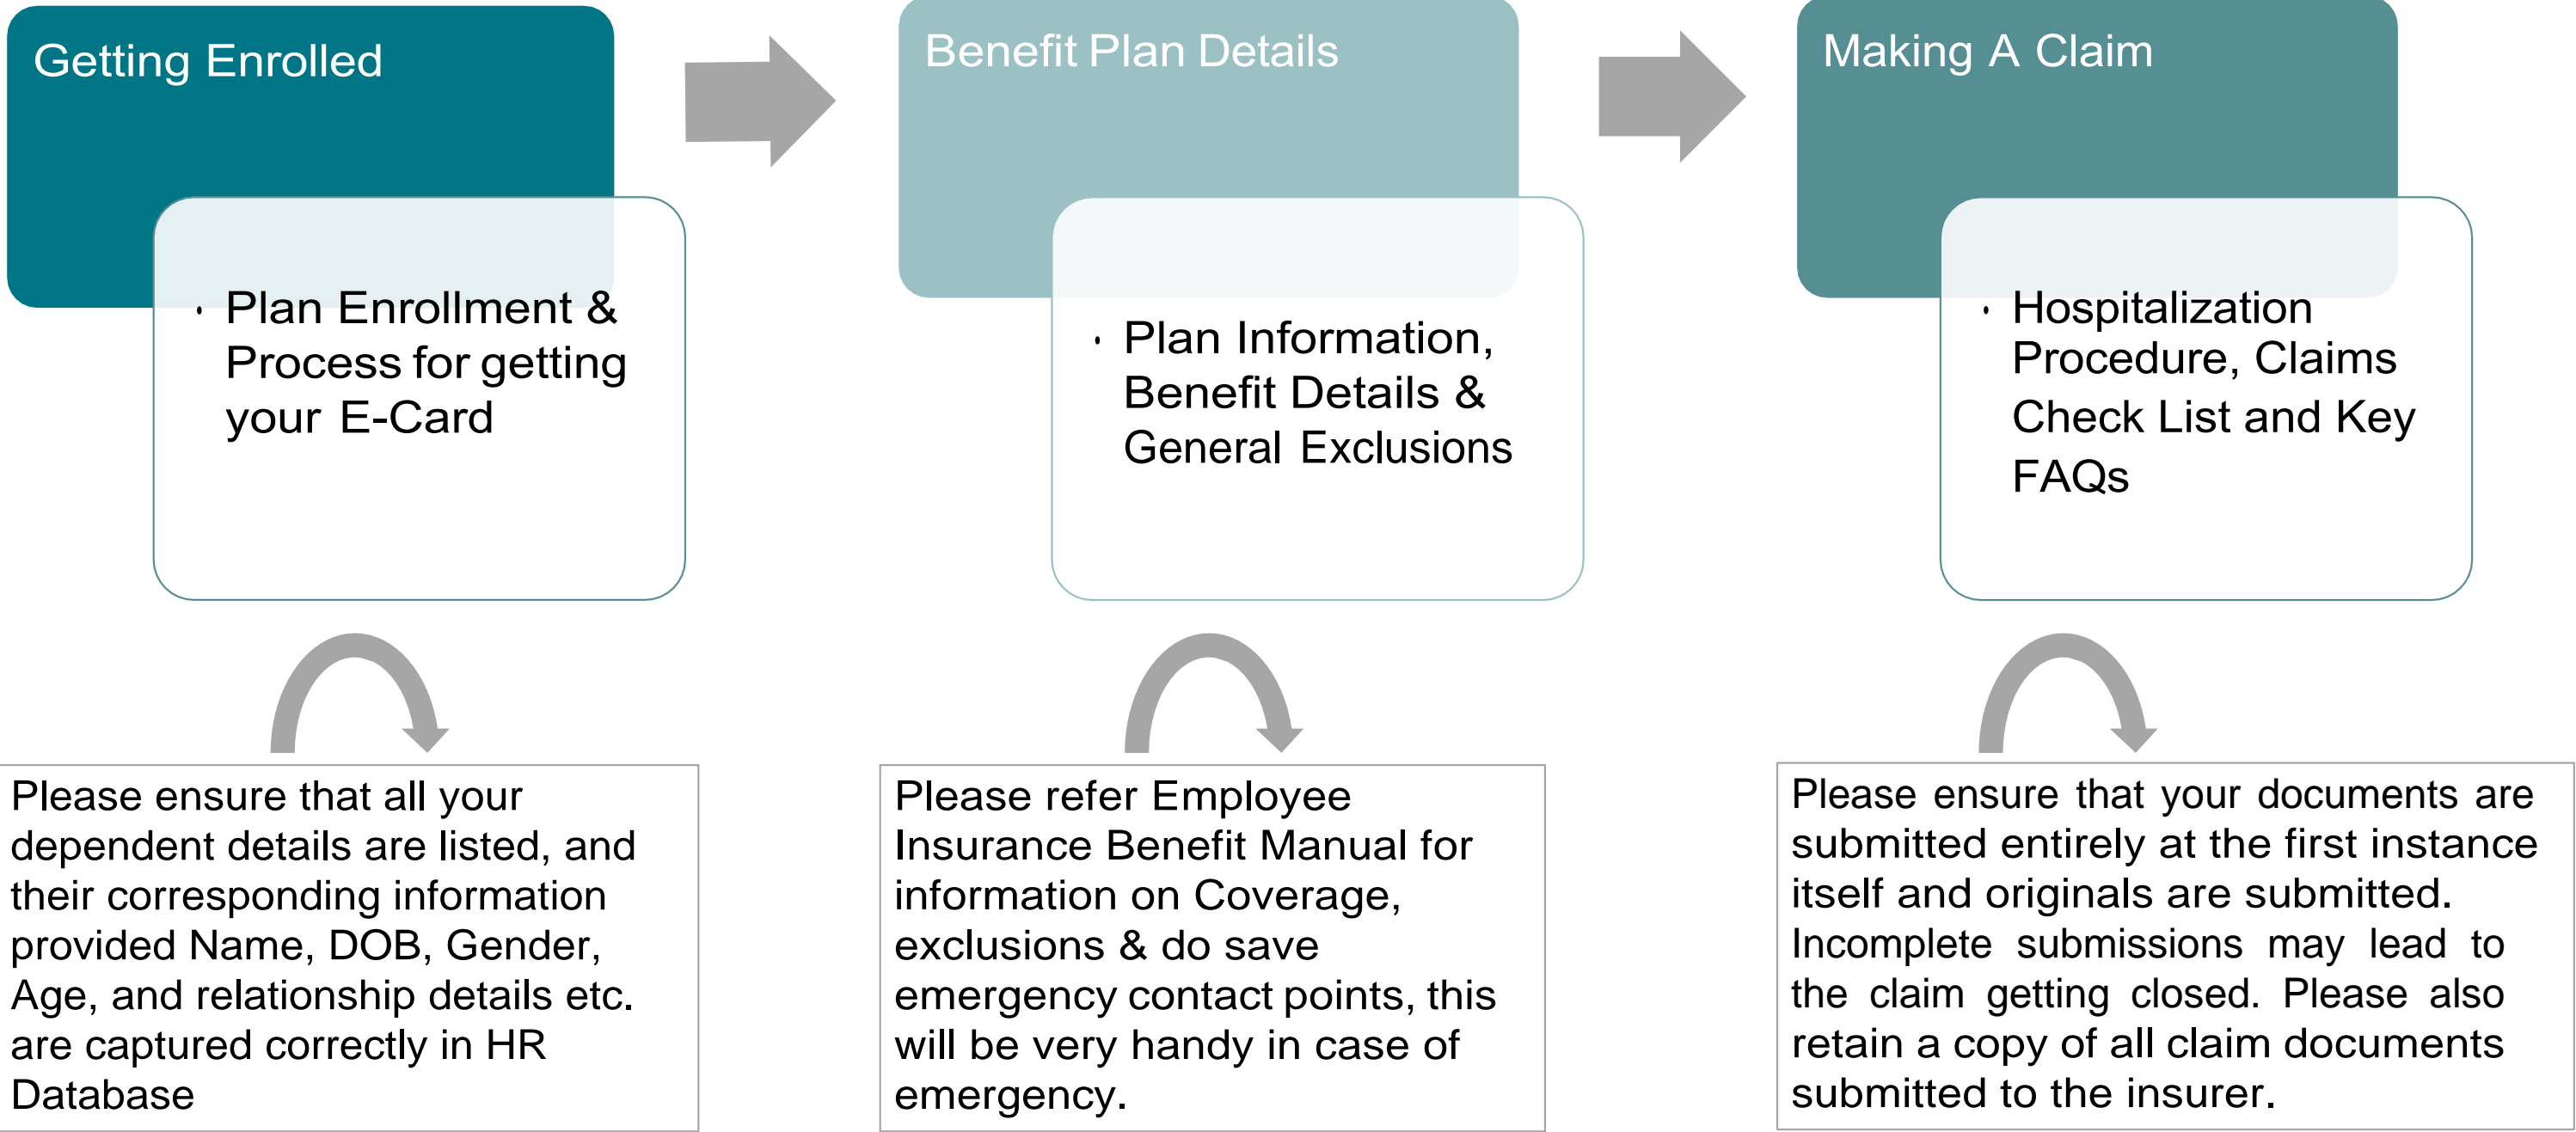 Getting Enrolled
· Plan Enrollment &
Process for getting
your E-Card
Please ensure that all your
dependent details are listed, and
their corresponding information
provided Name, DOB, Gender,
Age, and relationship details etc.
are captured correctly in HR
Database
Benefit Plan Details
· Plan Information,
Benefit Details &
General Exclusions
Please refer Employee
Insurance Benefit Manual for
information on Coverage,
exclusions & do save
emergency contact points, this
will be very handy in case of
emergency.
Making A Claim
· Hospitalization
Procedure, Claims
Check List and Key
FAQs
Please ensure that your documents are
submitted entirely at the first instance
itself and originals are submitted.
Incomplete submissions may lead to
the claim getting closed. Please also
retain a copy of all claim documents
submitted to the insurer.